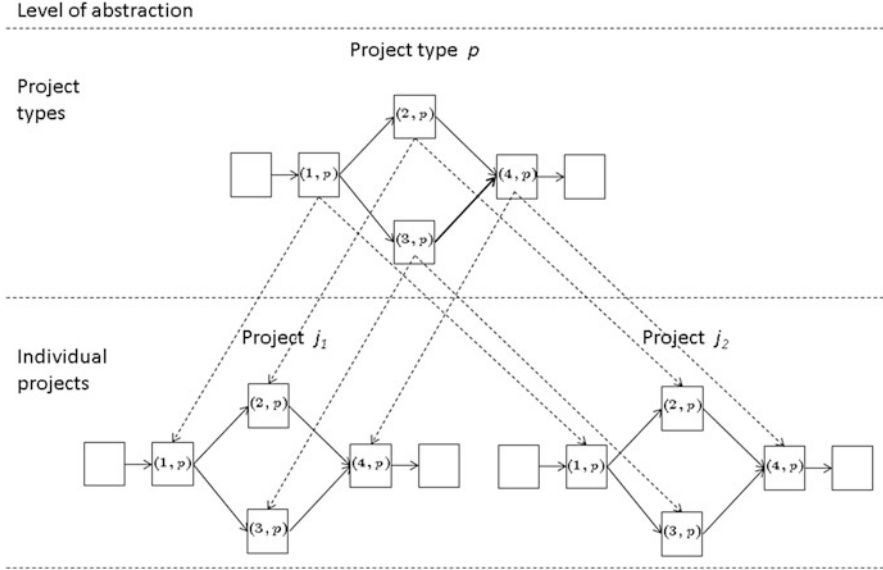 Level of abstraction
Project type p
Project
types
(2, p)
(1, p)
(4, p)
(3, p)
Project j1
Project j2
Individual
projects
(2, p)
(2, p)
(1, p)
(4, p)
(1, p)
(4, p)
(3, p)
(3, p)